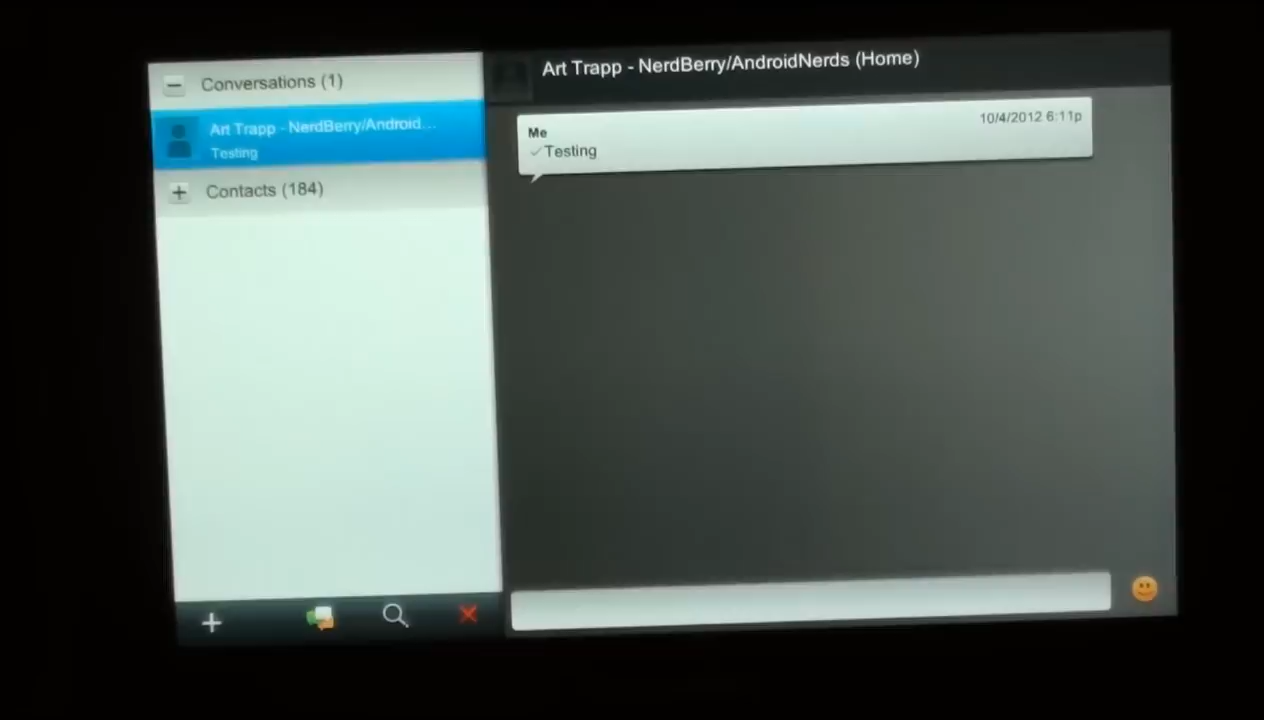 Conversations (1)
Art Trapp - NerdBerry/Android...
Testing
Contacts (184)
Art Trapp - NerdBerry/AndroidNerds (Home)
Me
10/4/2012 6:11p
Testing